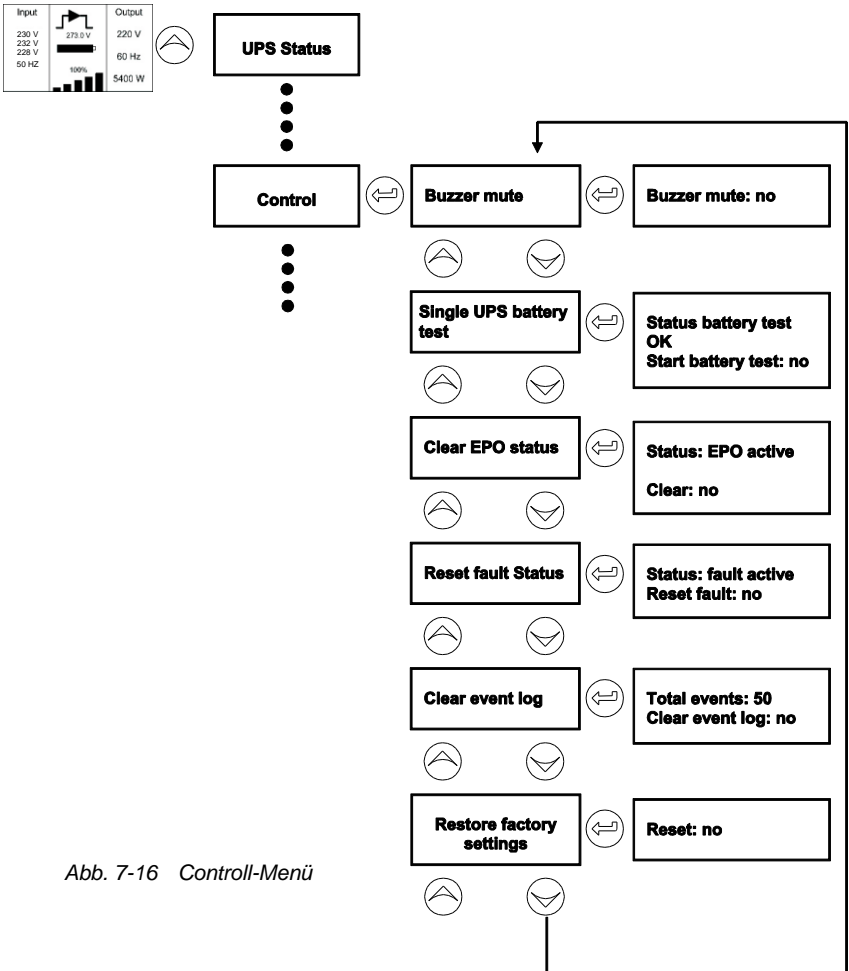 Input
230 V
232 V
228 V
50 HZ
273.0 V
100%
Output
220 V
60 Hz
5400 W
UPS Status
Control
Buzzer mute
Buzzer mute: no
Single UPS battery
test
Status battery test
OK
Start battery test: no
Clear EPO status
Status: EPO active
Clear: no
Reset fault Status
Status: fault active
Reset fault: no
Clear event log
Total events: 50
Clear event log: no
Restore factory
settings
Reset: no
Abb. 7-16 Controll-Menü